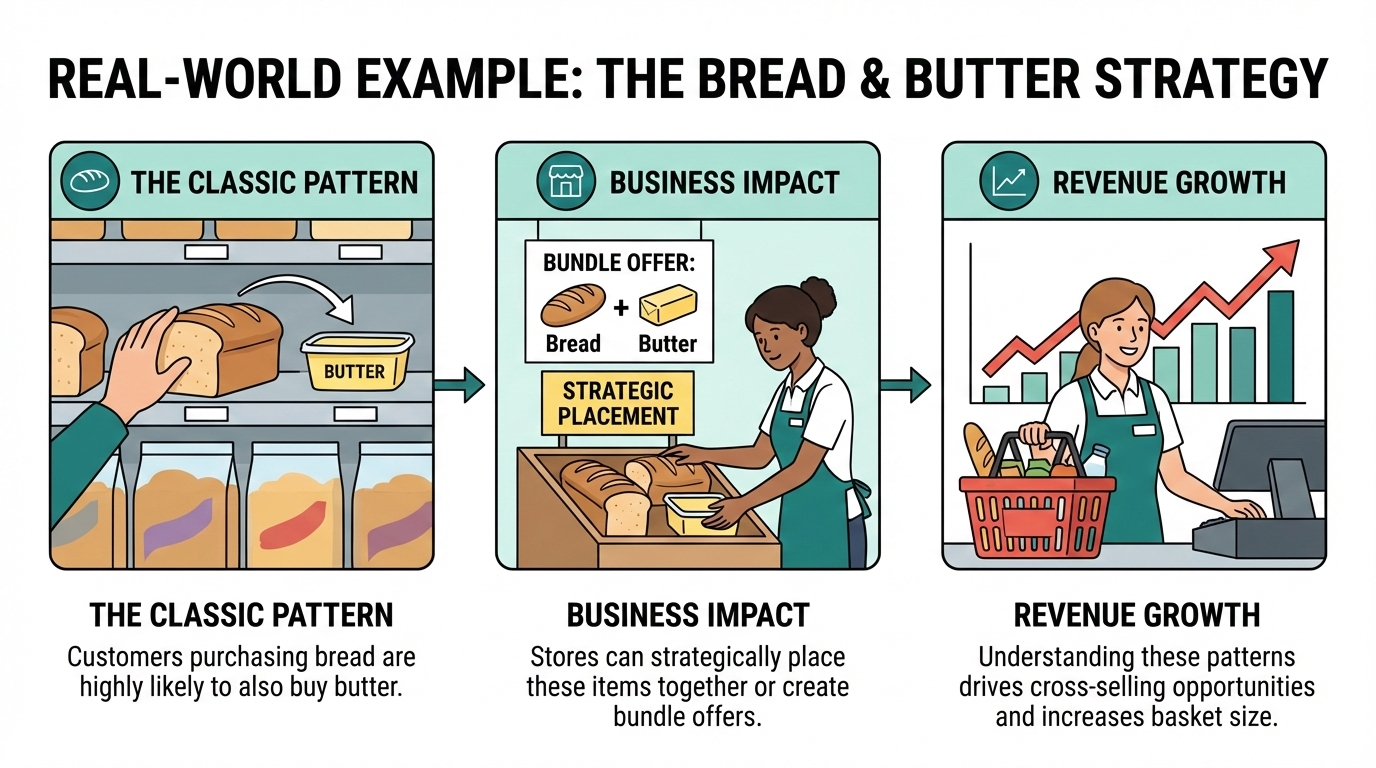 REAL-WORLD EXAMPLE: THE BREAD & BUTTER STRATEGY
THE CLASSIC PATTERN
BUTTER
BUSINESS IMPACT
BUNDLE OFFER:
+
Bread Butter
STRATEGIC
PLACEMENT
REVENUE GROWTH
THE CLASSIC PATTERN
Customers purchasing bread are
highly likely to also buy butter.
BUSINESS IMPACT
Stores can strategically place
these items together or create
bundle offers.
REVENUE GROWTH
Understanding these patterns
drives cross-selling opportunities
and increases basket size.